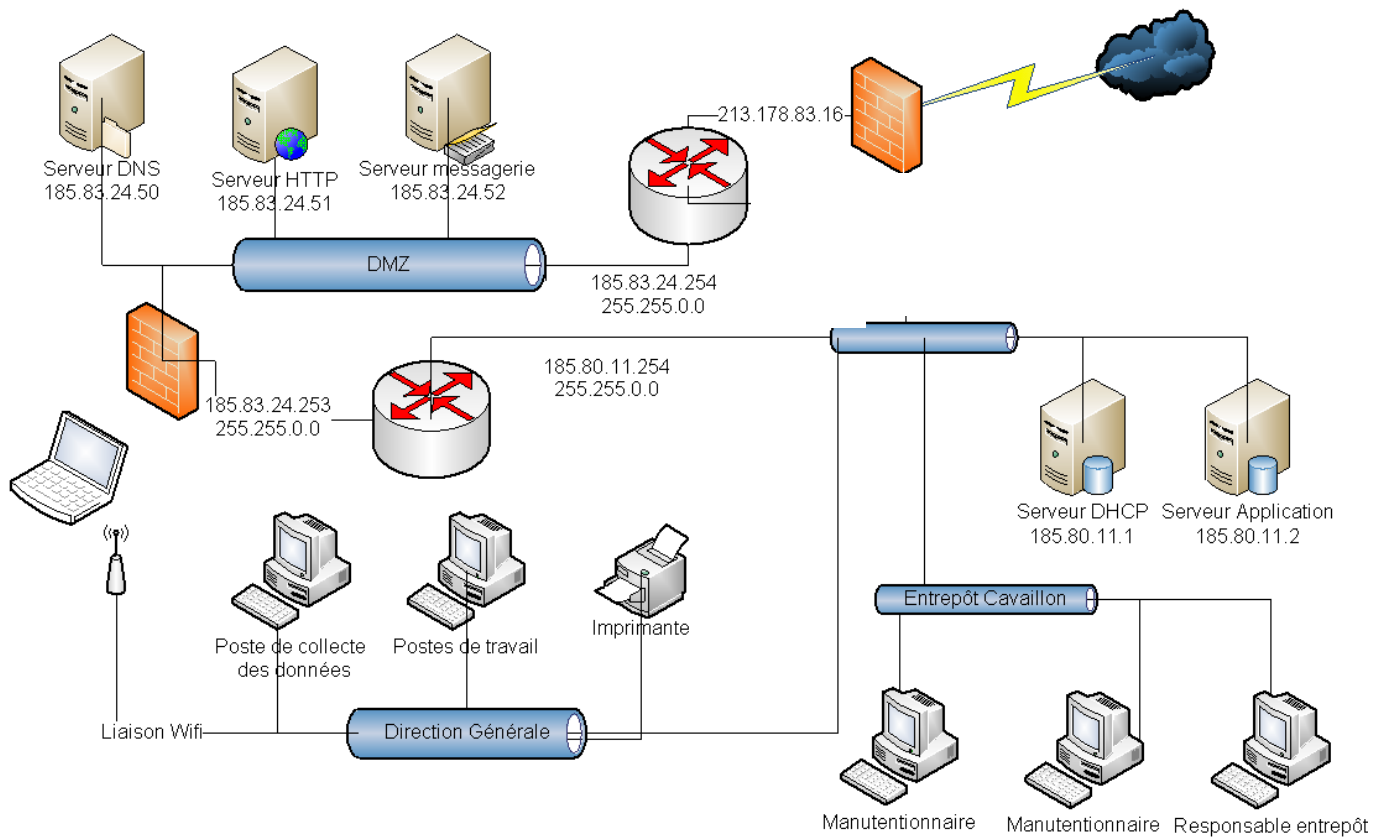 213.178.83.16
Serveur DNS
185.83.24.50
Serveur HTTP
185.83.24.51
Serveur messagerie
185.83.24.52
DMZ
185.83.24.254
255.255.0.0
185.80.11.254
255.255.0.0
185.83.24.253
255.255.0.0
Serveur DHCP
185.80.11.1
Serveur Application
185.80.11.2
Entrepôt Cavaillon
Poste de collecte
des données
Postes de travail
Imprimante
Liaison Wifi
Direction Générale
Manutentionnaire
Manutentionnaire
Responsable entrepôt